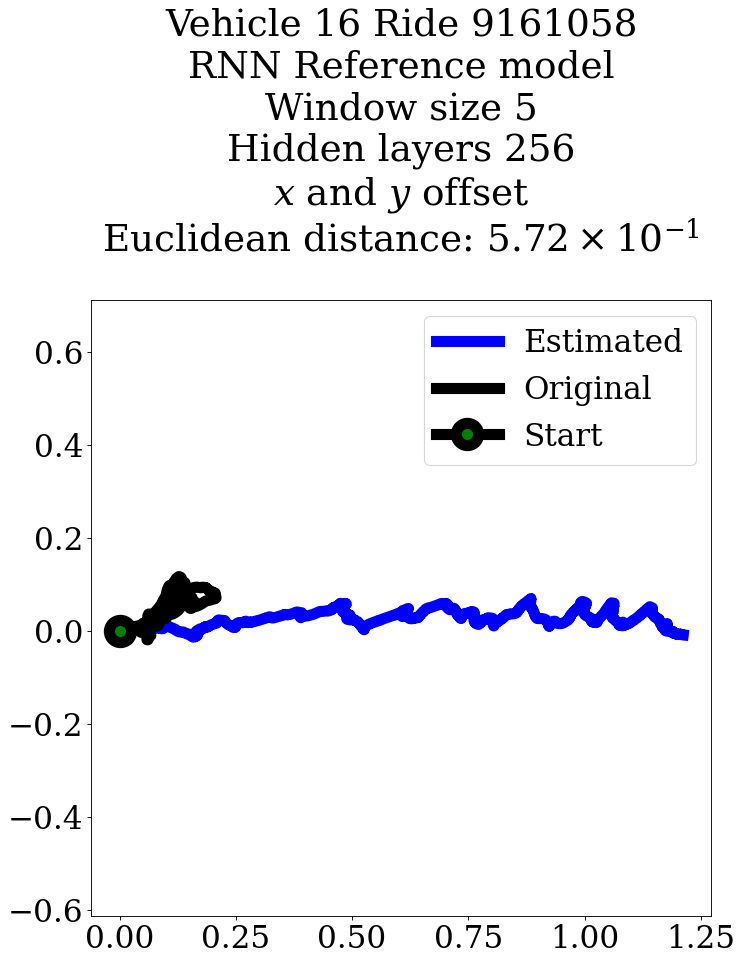 Vehicle 16 Ride 9161058
RNN Reference model
Window size 5
Hidden layers 256
x and y offset
Euclidean distance: 5.72 × 10⁻¹
Estimated
Original
Start
0.6
0.4
0.2
0.0
−0.2
−0.4
−0.6
0.00 0.25 0.50 0.75 1.00 1.25